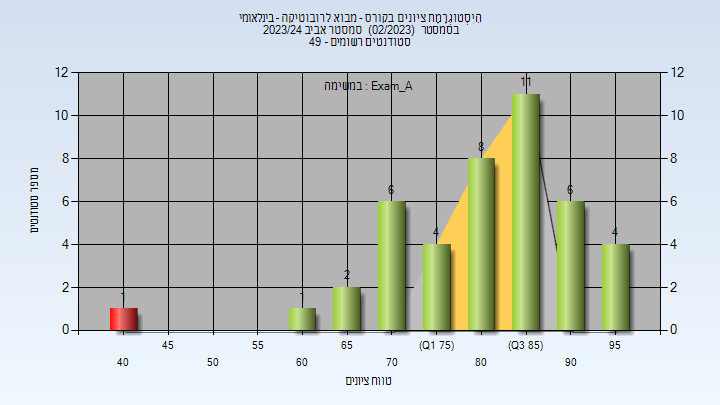 היסטוגרמת ציונים בקורס - מבוא לרובוטיקה - בינלאומי
בסמסטר (02/2023) סמסטר אביב 2023/24
סטודנטים רשומים - 49
במשימה : Exam_A
מספר סטודנטים
12 12
10 10
8 8
6 6
4 4
2 2
0 0
1 1 2 6 4 8 11 6 4
45 55 65 (Q1 75) (Q3 85) 95
40 50 60 70 80 90
טווח ציונים